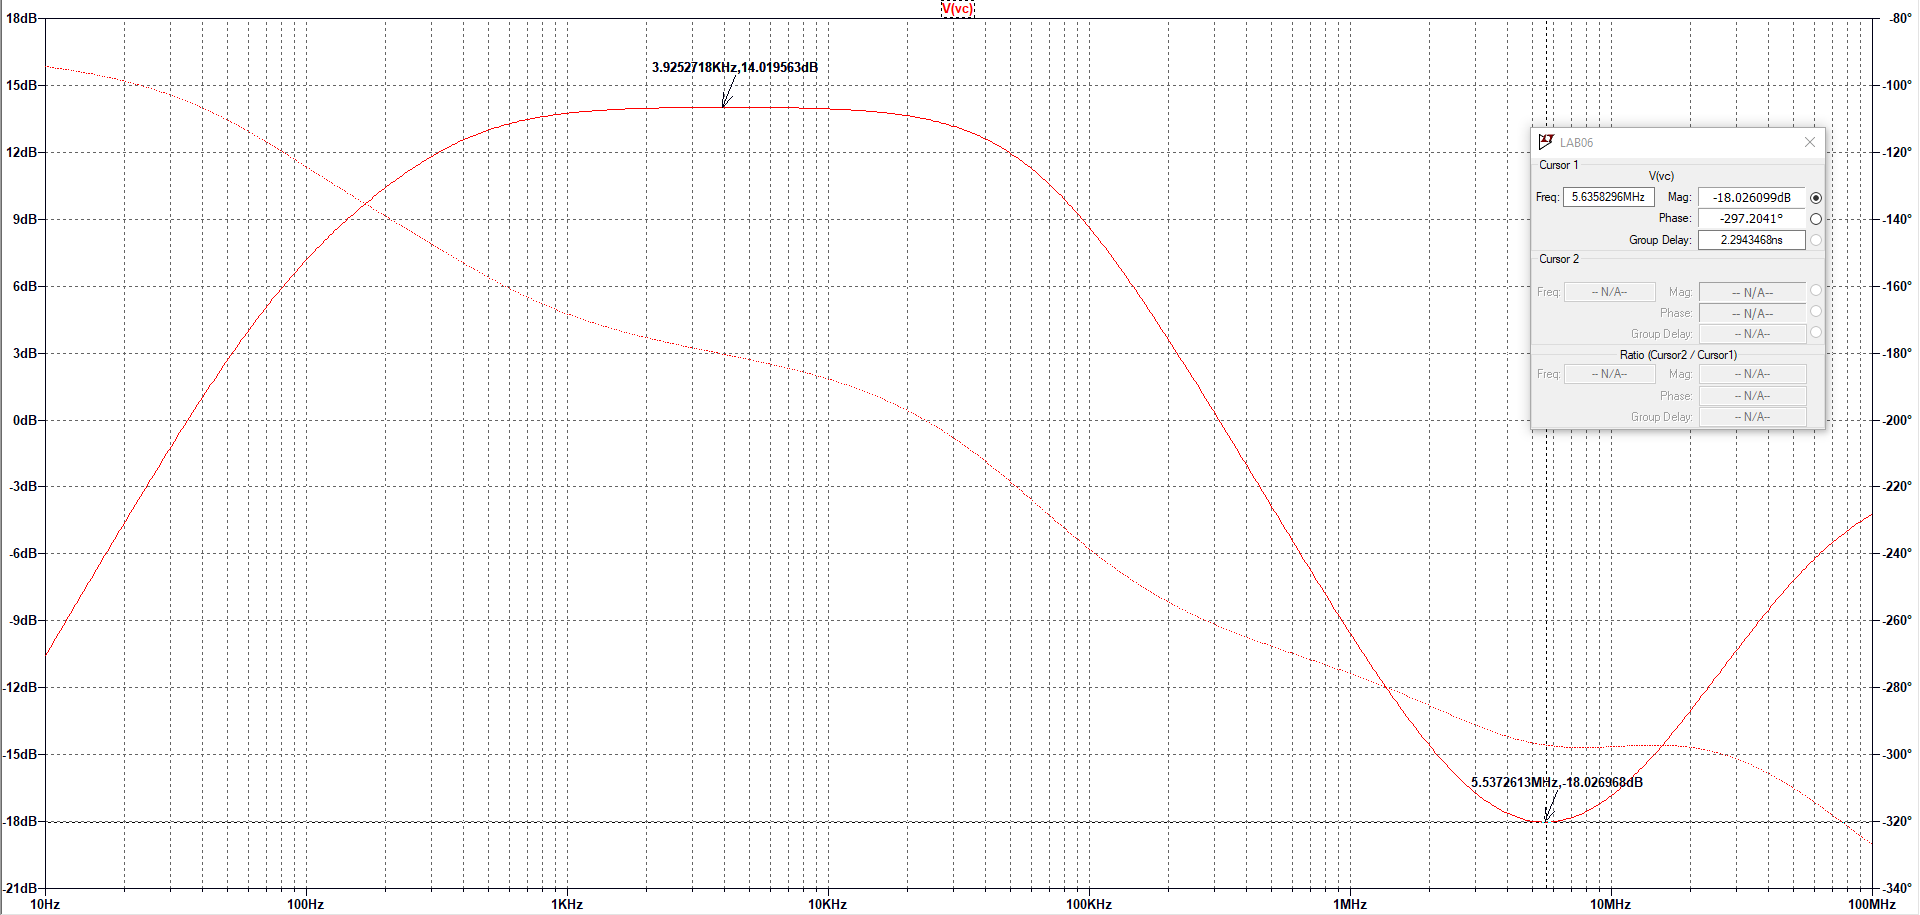 V(vc)
18dB
15dB
12dB
9dB
6dB
3dB
0dB
-3dB
-6dB
-9dB
-12dB
-15dB
-18dB
-21dB
-80°
-100°
-120°
-140°
-160°
-180°
-200°
-220°
-240°
-260°
-280°
-300°
-320°
-340°
10Hz 100Hz 1KHz 10KHz 100KHz 1MHz 10MHz 100MHz
3.9252718KHz,14.019563dB
5.5372613MHz,-18.026968dB
LAB06
Cursor 1
V(vc)
Freq: 5.6358296MHz Mag: -18.026099dB
Phase: -297.2041°
Group Delay: 2.2943468ns
Cursor 2
Freq: -- N/A-- Mag: -- N/A--
Phase: -- N/A--
Group Delay: -- N/A--
Ratio (Cursor2 / Cursor1)
Freq: -- N/A-- Mag: -- N/A--
Phase: -- N/A--
Group Delay: -- N/A--